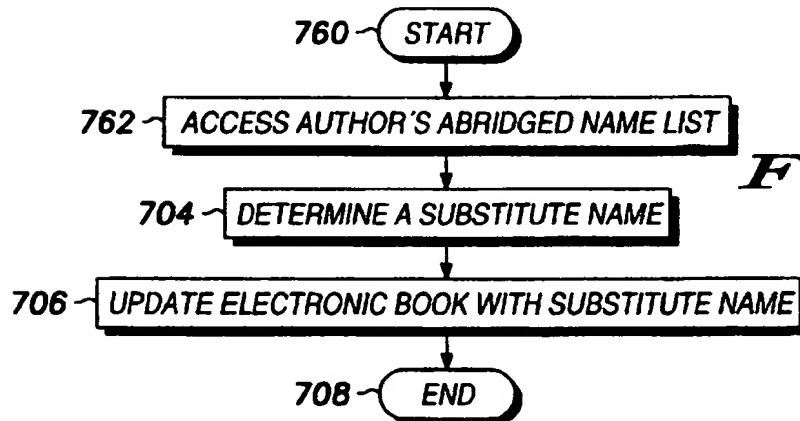 760 START
762 ACCESS AUTHOR'S ABRIDGED NAME LIST
F
704 DETERMINE A SUBSTITUTE NAME
706 UPDATE ELECTRONIC BOOK WITH SUBSTITUTE NAME
708 END